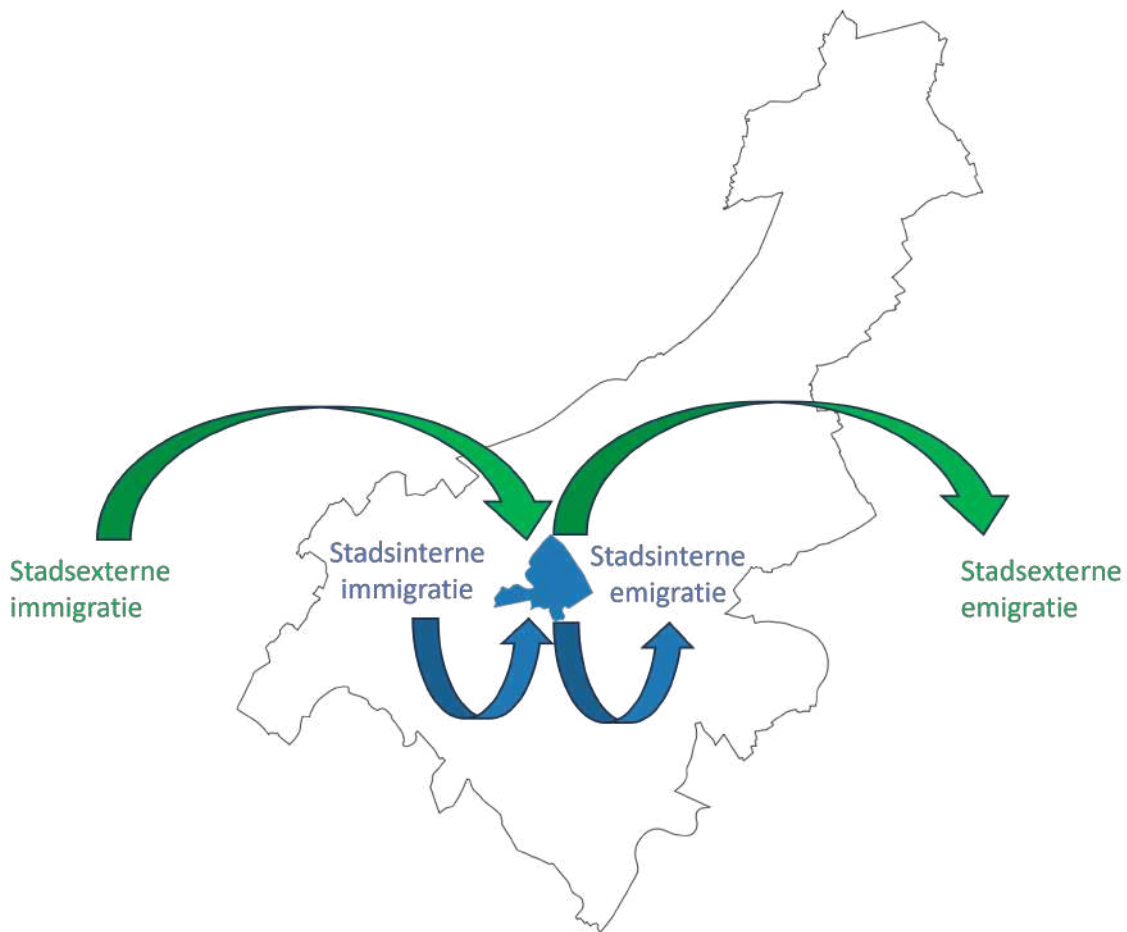 Stadsexterne
immigratie
Stadsinterne
immigratie
Stadsinterne
emigratie
Stadsexterne
emigratie